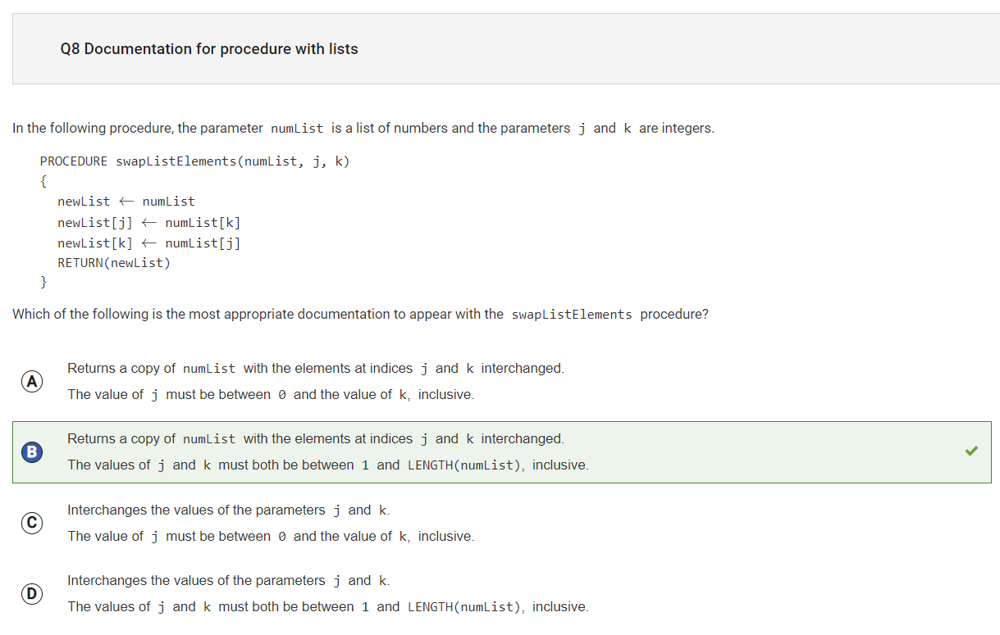 Q8 Documentation for procedure with lists
In the following procedure, the parameter numList is a list of numbers and the parameters j and k are integers.
PROCEDURE swapListElements(numList, j, k)
{
newList ← numList
newList[j] ← numList[k]
newList[k] ← numList[j]
RETURN(newList)
}
Which of the following is the most appropriate documentation to appear with the swapListElements procedure?
A
Returns a copy of numList with the elements at indices j and k interchanged.
The value of j must be between 0 and the value of k, inclusive.
B
Returns a copy of numList with the elements at indices j and k interchanged.
The values of j and k must both be between 1 and LENGTH(numList), inclusive.
C
Interchanges the values of the parameters j and k.
The value of j must be between 0 and the value of k, inclusive.
D
Interchanges the values of the parameters j and k.
The values of j and k must both be between 1 and LENGTH(numList), inclusive.